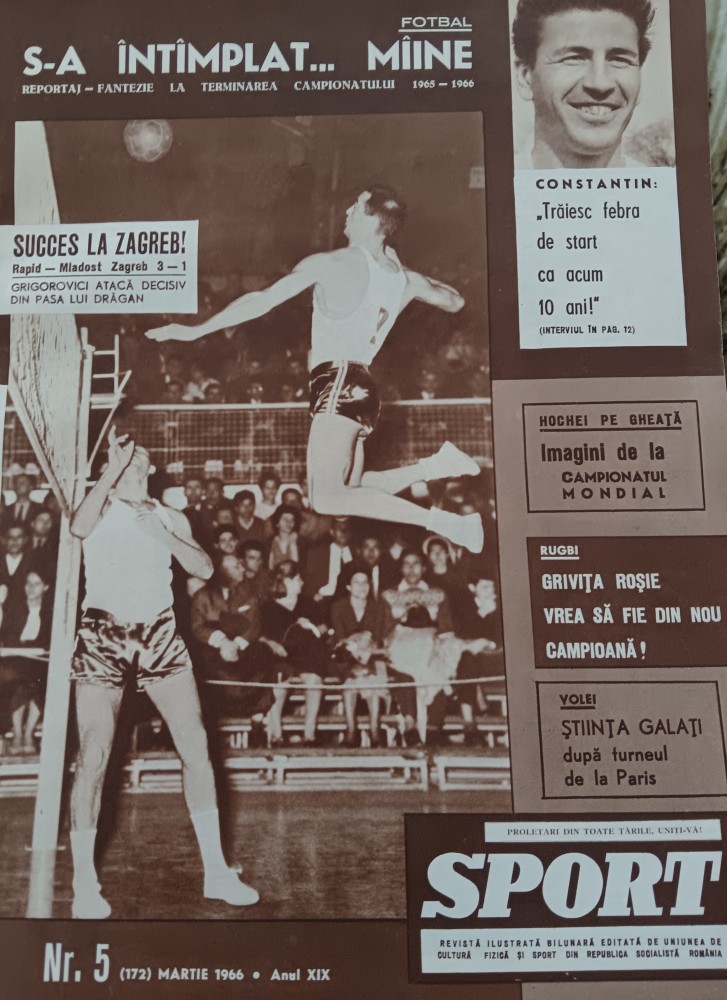 FOTBAL
S-A ÎNTÎMPLAT... MÎINE
REPORTAJ – FANTEZIE LA TERMINAREA CAMPIONATULUI 1965 – 1966
SUCCES LA ZAGREB!
Rapid – Mladost Zagreb 3 – 1
GRIGOROVICI ATACĂ DECISIV
DIN PASA LUI DRĂGAN
CONSTANTIN:
„Trăiesc febra
de start
ca acum
10 ani!“
(INTERVIUL ÎN PAG. 12)
HOCHEI PE GHEAȚĂ
Imagini de la
CAMPIONATUL
MONDIAL
RUGBI
GRIVIȚA ROȘIE
VREA SĂ FIE DIN NOU
CAMPIOANĂ!
VOLEI
ȘTIINȚA GALAȚI
după turneul
de la Paris
PROLETARI DIN TOATE ȚĂRILE, UNIȚI-VĂ!
SPORT
REVISTĂ ILUSTRATĂ BILUNARĂ EDITATĂ DE UNIUNEA DE
CULTURĂ FIZICĂ ȘI SPORT DIN REPUBLICA SOCIALISTĂ ROMÂNIA
Nr. 5 (172) MARTIE 1966 • Anul XIX